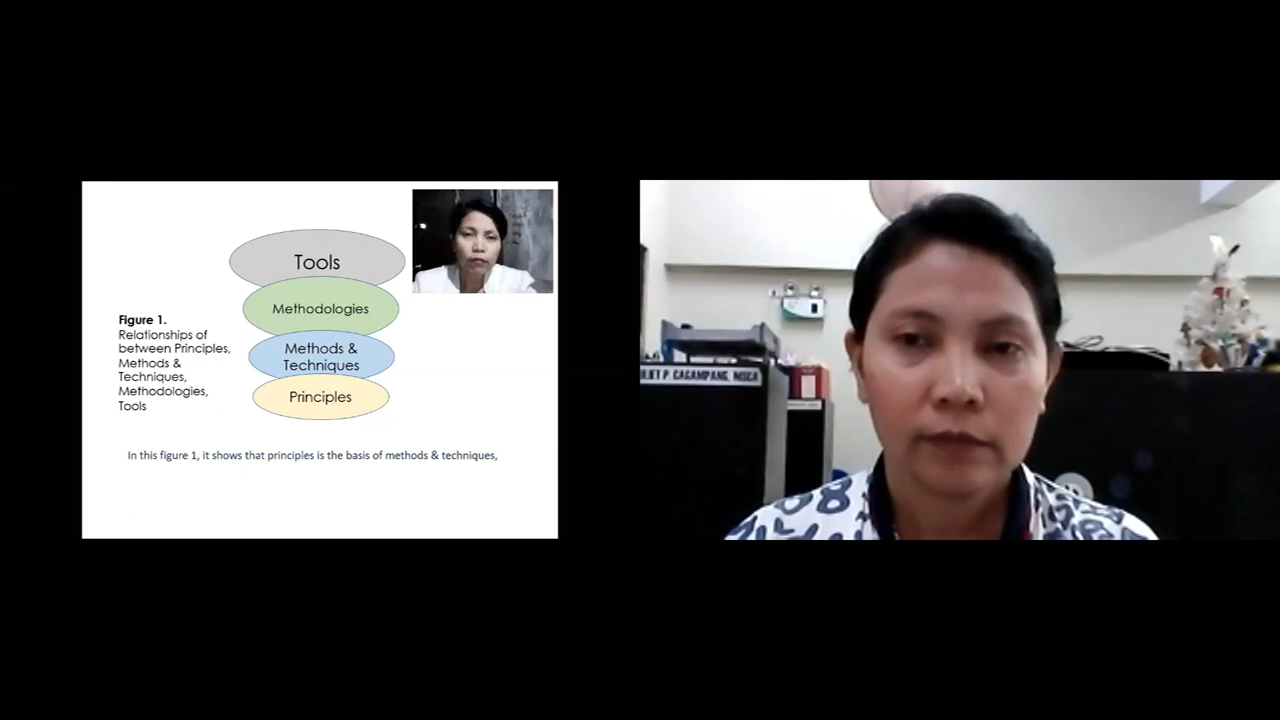 Tools
Methodologies
Methods &
Techniques
Principles
Figure 1.
Relationships of
between Principles,
Methods &
Techniques,
Methodologies,
Tools
In this figure 1, it shows that principles is the basis of methods & techniques,
P. CAGAMPANG,